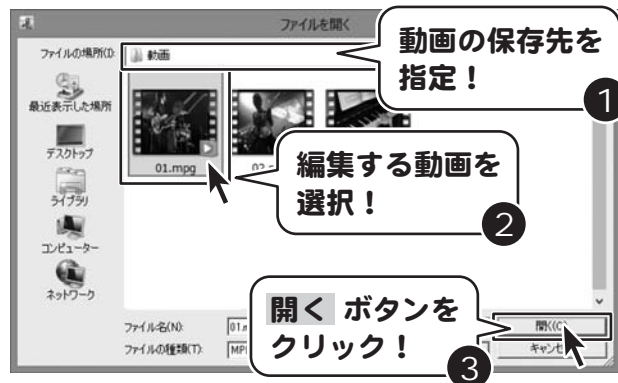 ファイルを開く
ファイルの場所(I):
動画
動画の保存先を
指定！
1
最近表示した場所
デスクトップ
ライブラリ
コンピューター
ネットワーク
01.mpg
編集する動画を
選択！
2
開く ボタンを
クリック！
3
ファイル名(N):
開く(O)
ファイルの種類(T):